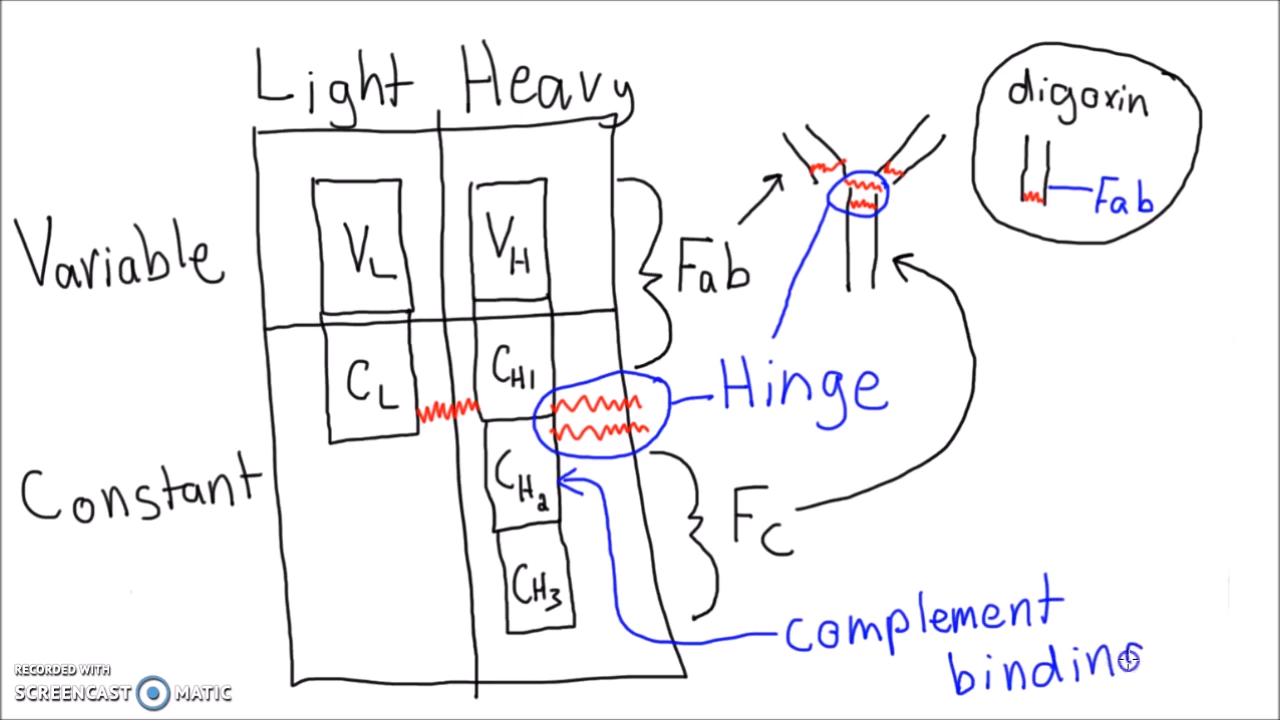 Light Heavy
digoxin
Fab
Variable
VL
VH
Fab
CL
CH1
Hinge
Constant
CH2
Fc
CH3
complement
binding
RECORDED WITH
SCREENCAST MATIC